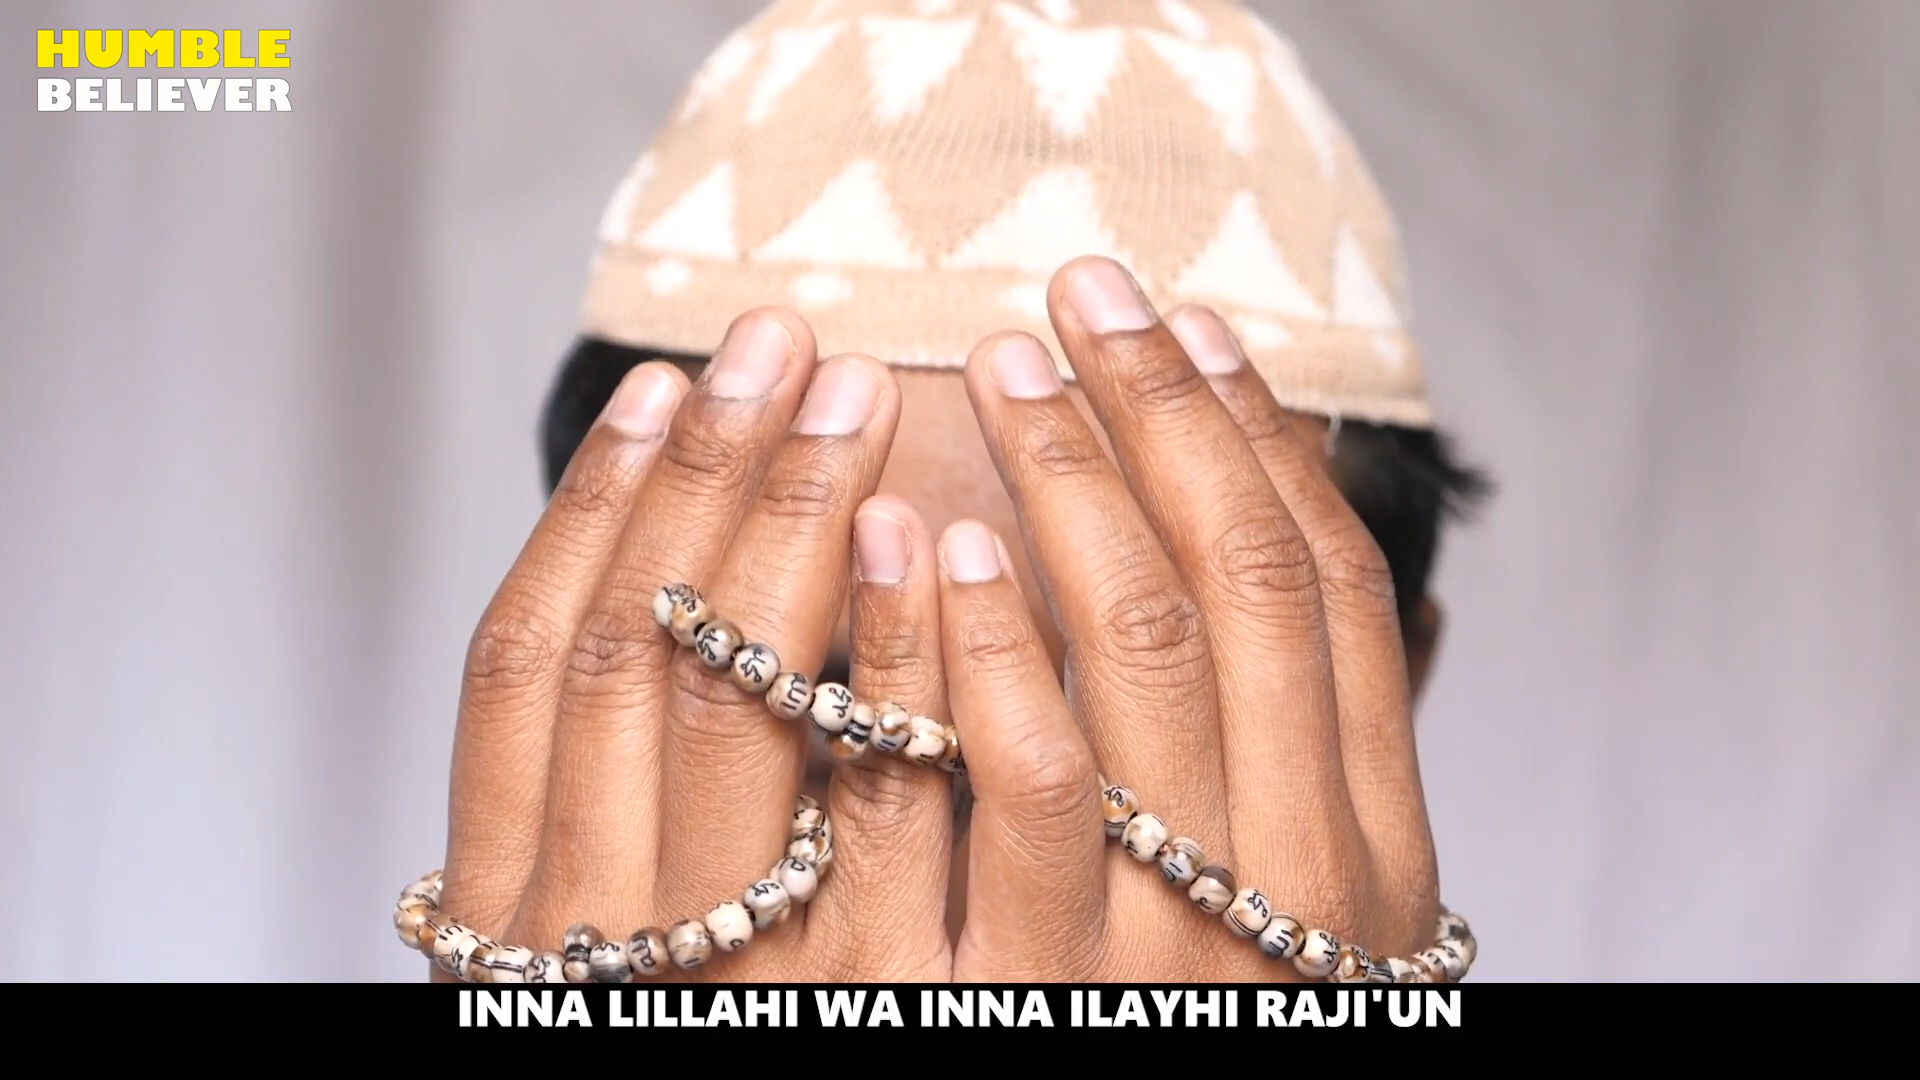 HUMBLE
BELIEVER
INNA LILLAHI WA INNA ILAYHI RAJI'UN